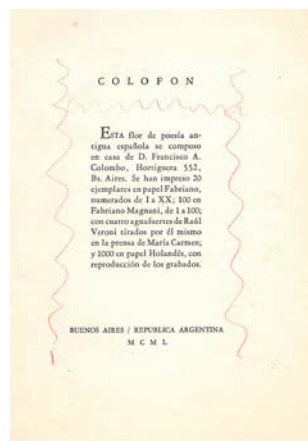 COLOFON
ESTA flor de poesía an-
tigua española se compuso
en casa de D. Francisco A.
Colombo, Hortiguera 552,
Bs. Aires. Se han impreso 20
ejemplares en papel Fabriano,
numerados de I a XX; 100 en
Fabriano Magnani, de 1 a 100;
con cuatro aguafuertes de Raúl
Veroni tirados por él mismo
en la prensa de María Carmen;
y 1000 en papel Holandés, con
reproducción de los grabados.
BUENOS AIRES / REPUBLICA ARGENTINA
MCML